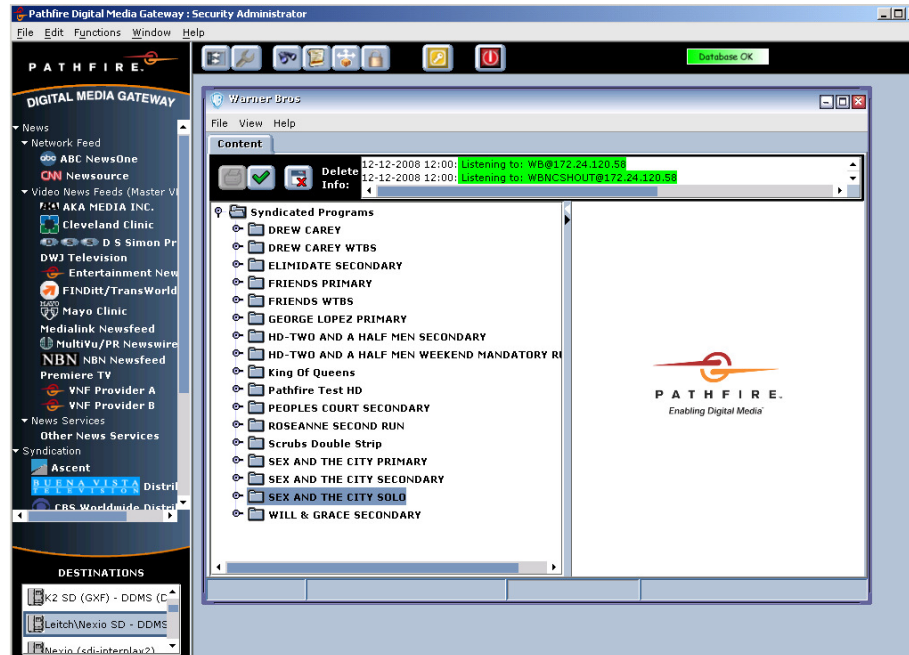 Pathfire Digital Media Gateway : Security Administrator
File Edit Functions Window Help
PATHFIRE.
Database OK
DIGITAL MEDIA GATEWAY
News
Network Feed
abc ABC NewsOne
CNN Newsource
Video News Feeds (Master VI
AKA MEDIA INC.
Cleveland Clinic
D S Simon Pr
DWJ Television
Entertainment New
FINDitt/TransWorld
MAYO Mayo Clinic
Medialink Newsfeed
MultiVu/PR Newswire
NBN NBN Newsfeed
Premiere TV
VNF Provider A
VNF Provider B
News Services
Other News Services
Syndication
Ascent
BUENA VISTA TELEVISION Distril
CBS Worldwide Distri
DESTINATIONS
K2 SD (GXF) - DDMS (D
Leitch\Nexio SD - DDMS
Nexio (sdi-interplay2)
Warner Bros
File View Help
Content
Delete Info:
12-12-2008 12:00: Listening to: WB@172.24.120.58
12-12-2008 12:00: Listening to: WBNCSHOUT@172.24.120.58
Syndicated Programs
DREW CAREY
DREW CAREY WTBS
ELIMIDATE SECONDARY
FRIENDS PRIMARY
FRIENDS WTBS
GEORGE LOPEZ PRIMARY
HD-TWO AND A HALF MEN SECONDARY
HD-TWO AND A HALF MEN WEEKEND MANDATORY RI
King Of Queens
Pathfire Test HD
PEOPLES COURT SECONDARY
ROSEANNE SECOND RUN
Scrubs Double Strip
SEX AND THE CITY PRIMARY
SEX AND THE CITY SECONDARY
SEX AND THE CITY SOLO
WILL & GRACE SECONDARY
PATHFIRE.
Enabling Digital Media